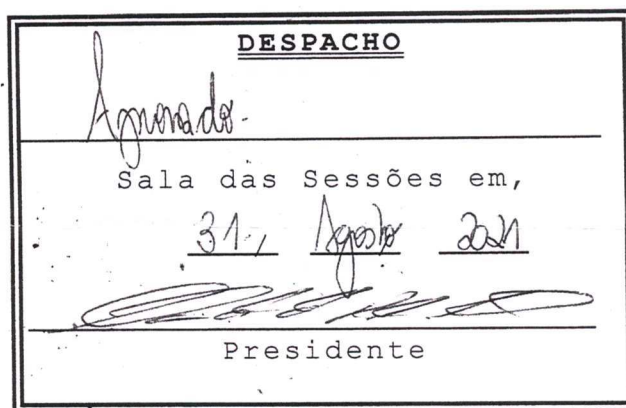 DESPACHO
Aprovado.
Sala das Sessões em,
31, Agosto 2021
Presidente